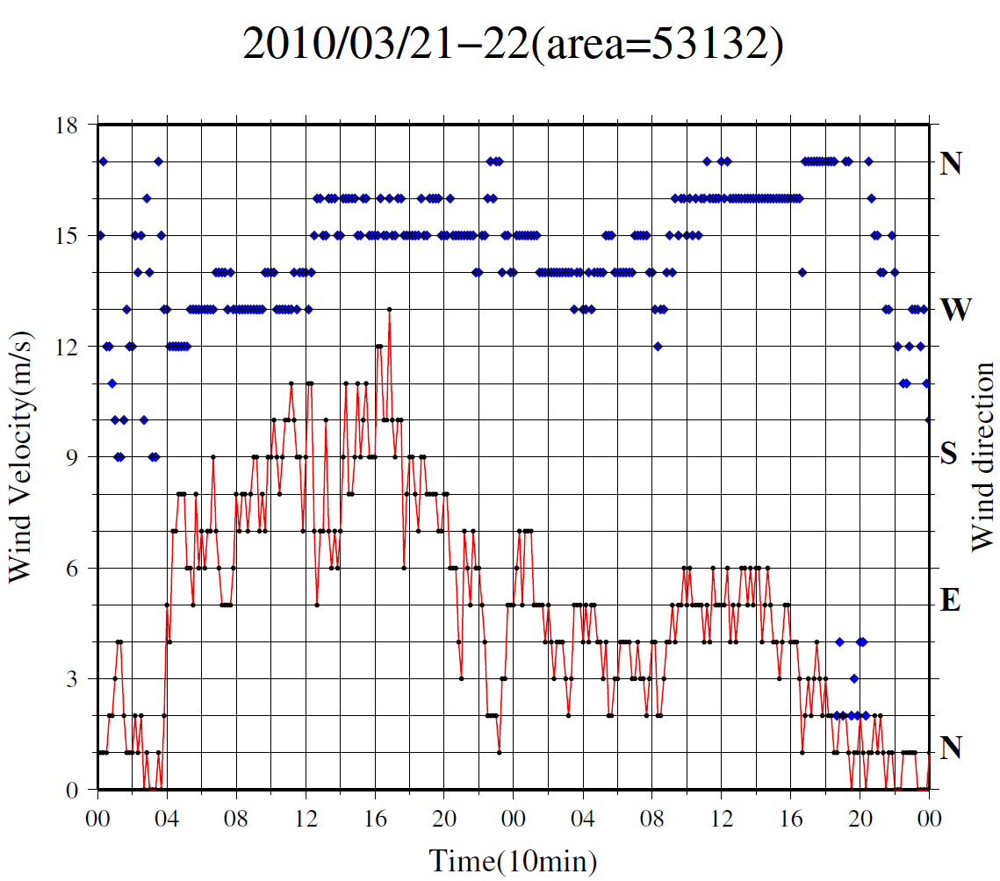 2010/03/21−22(area=53132)
18
15
12
9
6
3
0
Wind Velocity(m/s)
N
W
S
E
N
Wind direction
00 04 08 12 16 20 00 04 08 12 16 20 00
Time(10min)